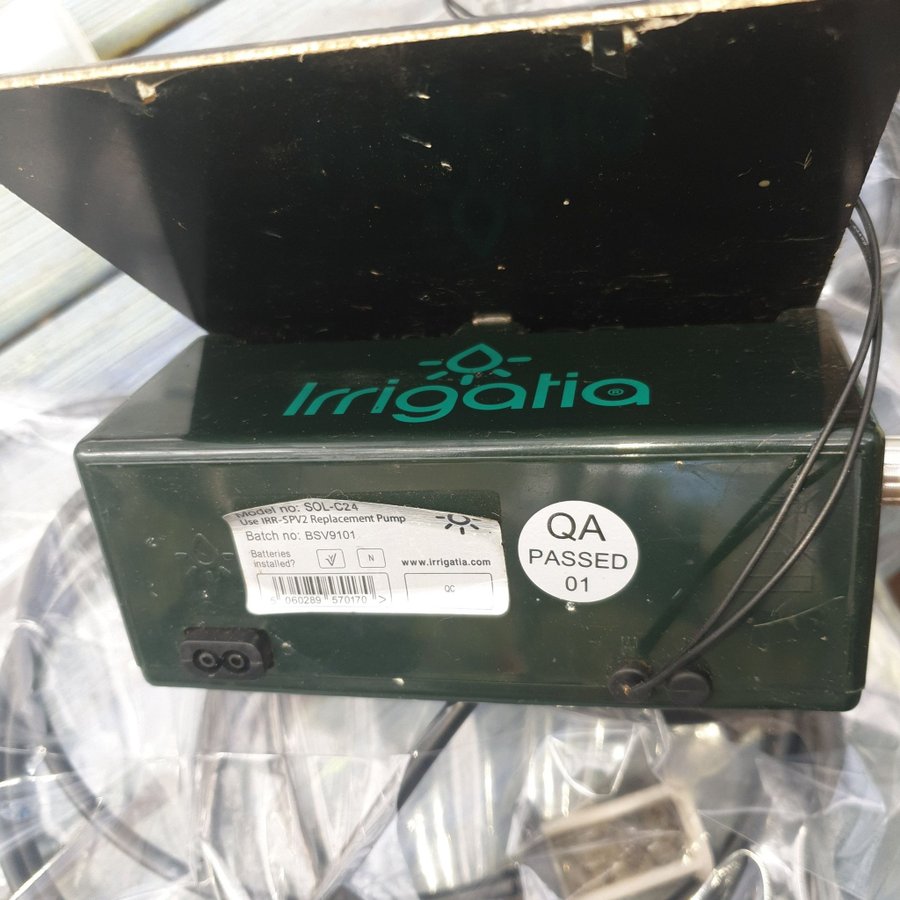 Irrigatia®
Model no: SOL-C24
Use IRR-SPV2 Replacement Pump
Batch no: BSV9101
Batteries
installed?
N
www.irrigatia.com
QC
5 060289 570170 >
QA
PASSED
01